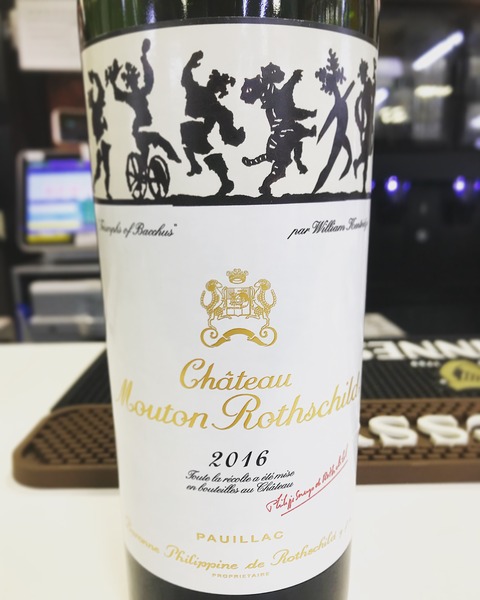 "Triumphs of Bacchus" par William Kentridge
Château
Mouton Rothschild
2016
Toute la récolte a été mise
en bouteilles au Château
PAUILLAC
Baronne Philippine de Rothschild
PROPRIETAIRE